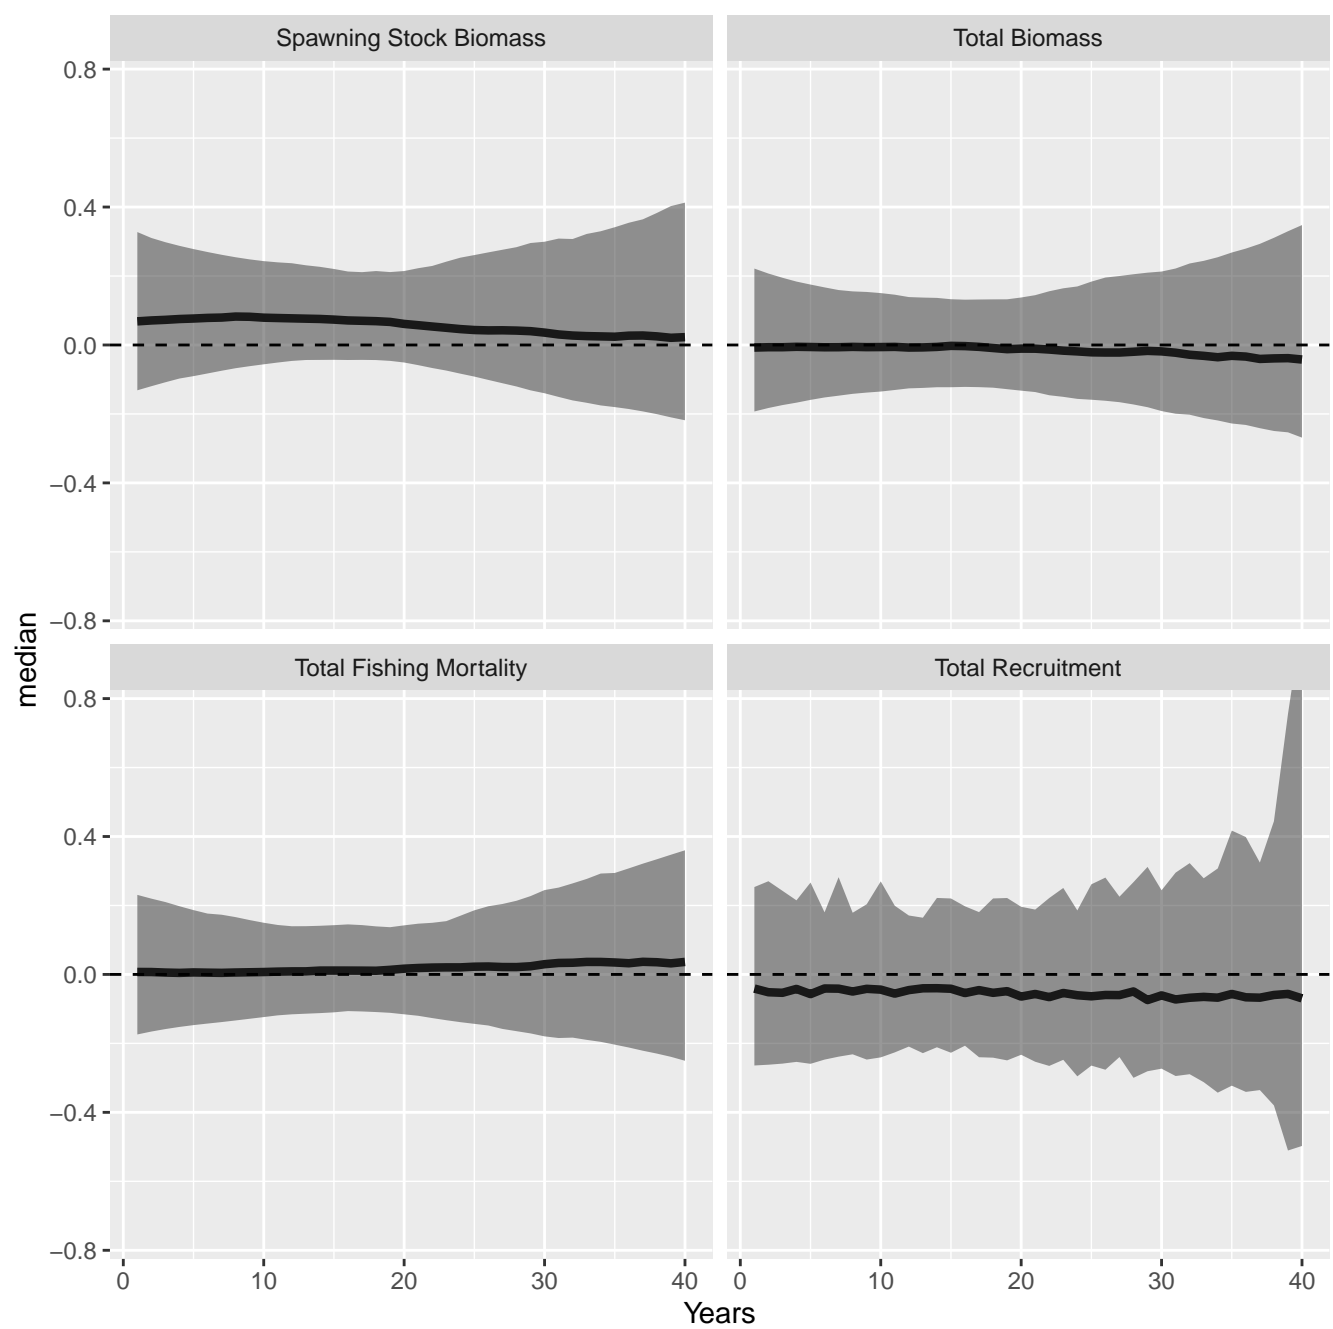 Spawning Stock Biomass
Total Biomass
0.8
0.4
0.0
−0.4
−0.8
median
Total Fishing Mortality
Total Recruitment
0.8
0.4
0.0
−0.4
−0.8
0 10 20 30 40
0 10 20 30 40
Years